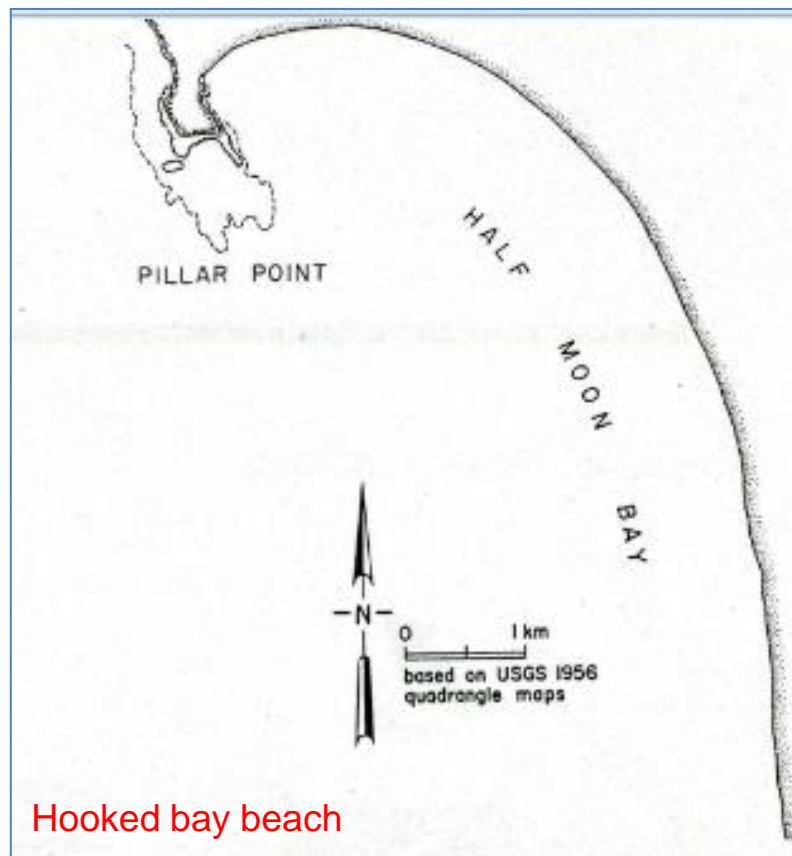 PILLAR POINT
HALF
MOON
BAY
N
0 1 km
based on USGS 1956
quadrangle maps
Hooked bay beach